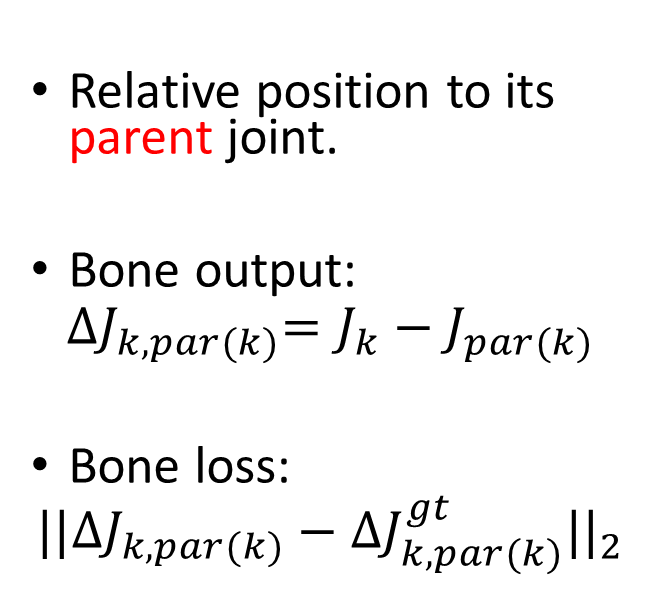 • Relative position to its
parent joint.
• Bone output:
ΔJ_{k,par(k)} = J_k − J_{par(k)}
• Bone loss:
||ΔJ_{k,par(k)} − ΔJ^{gt}_{k,par(k)}||_2